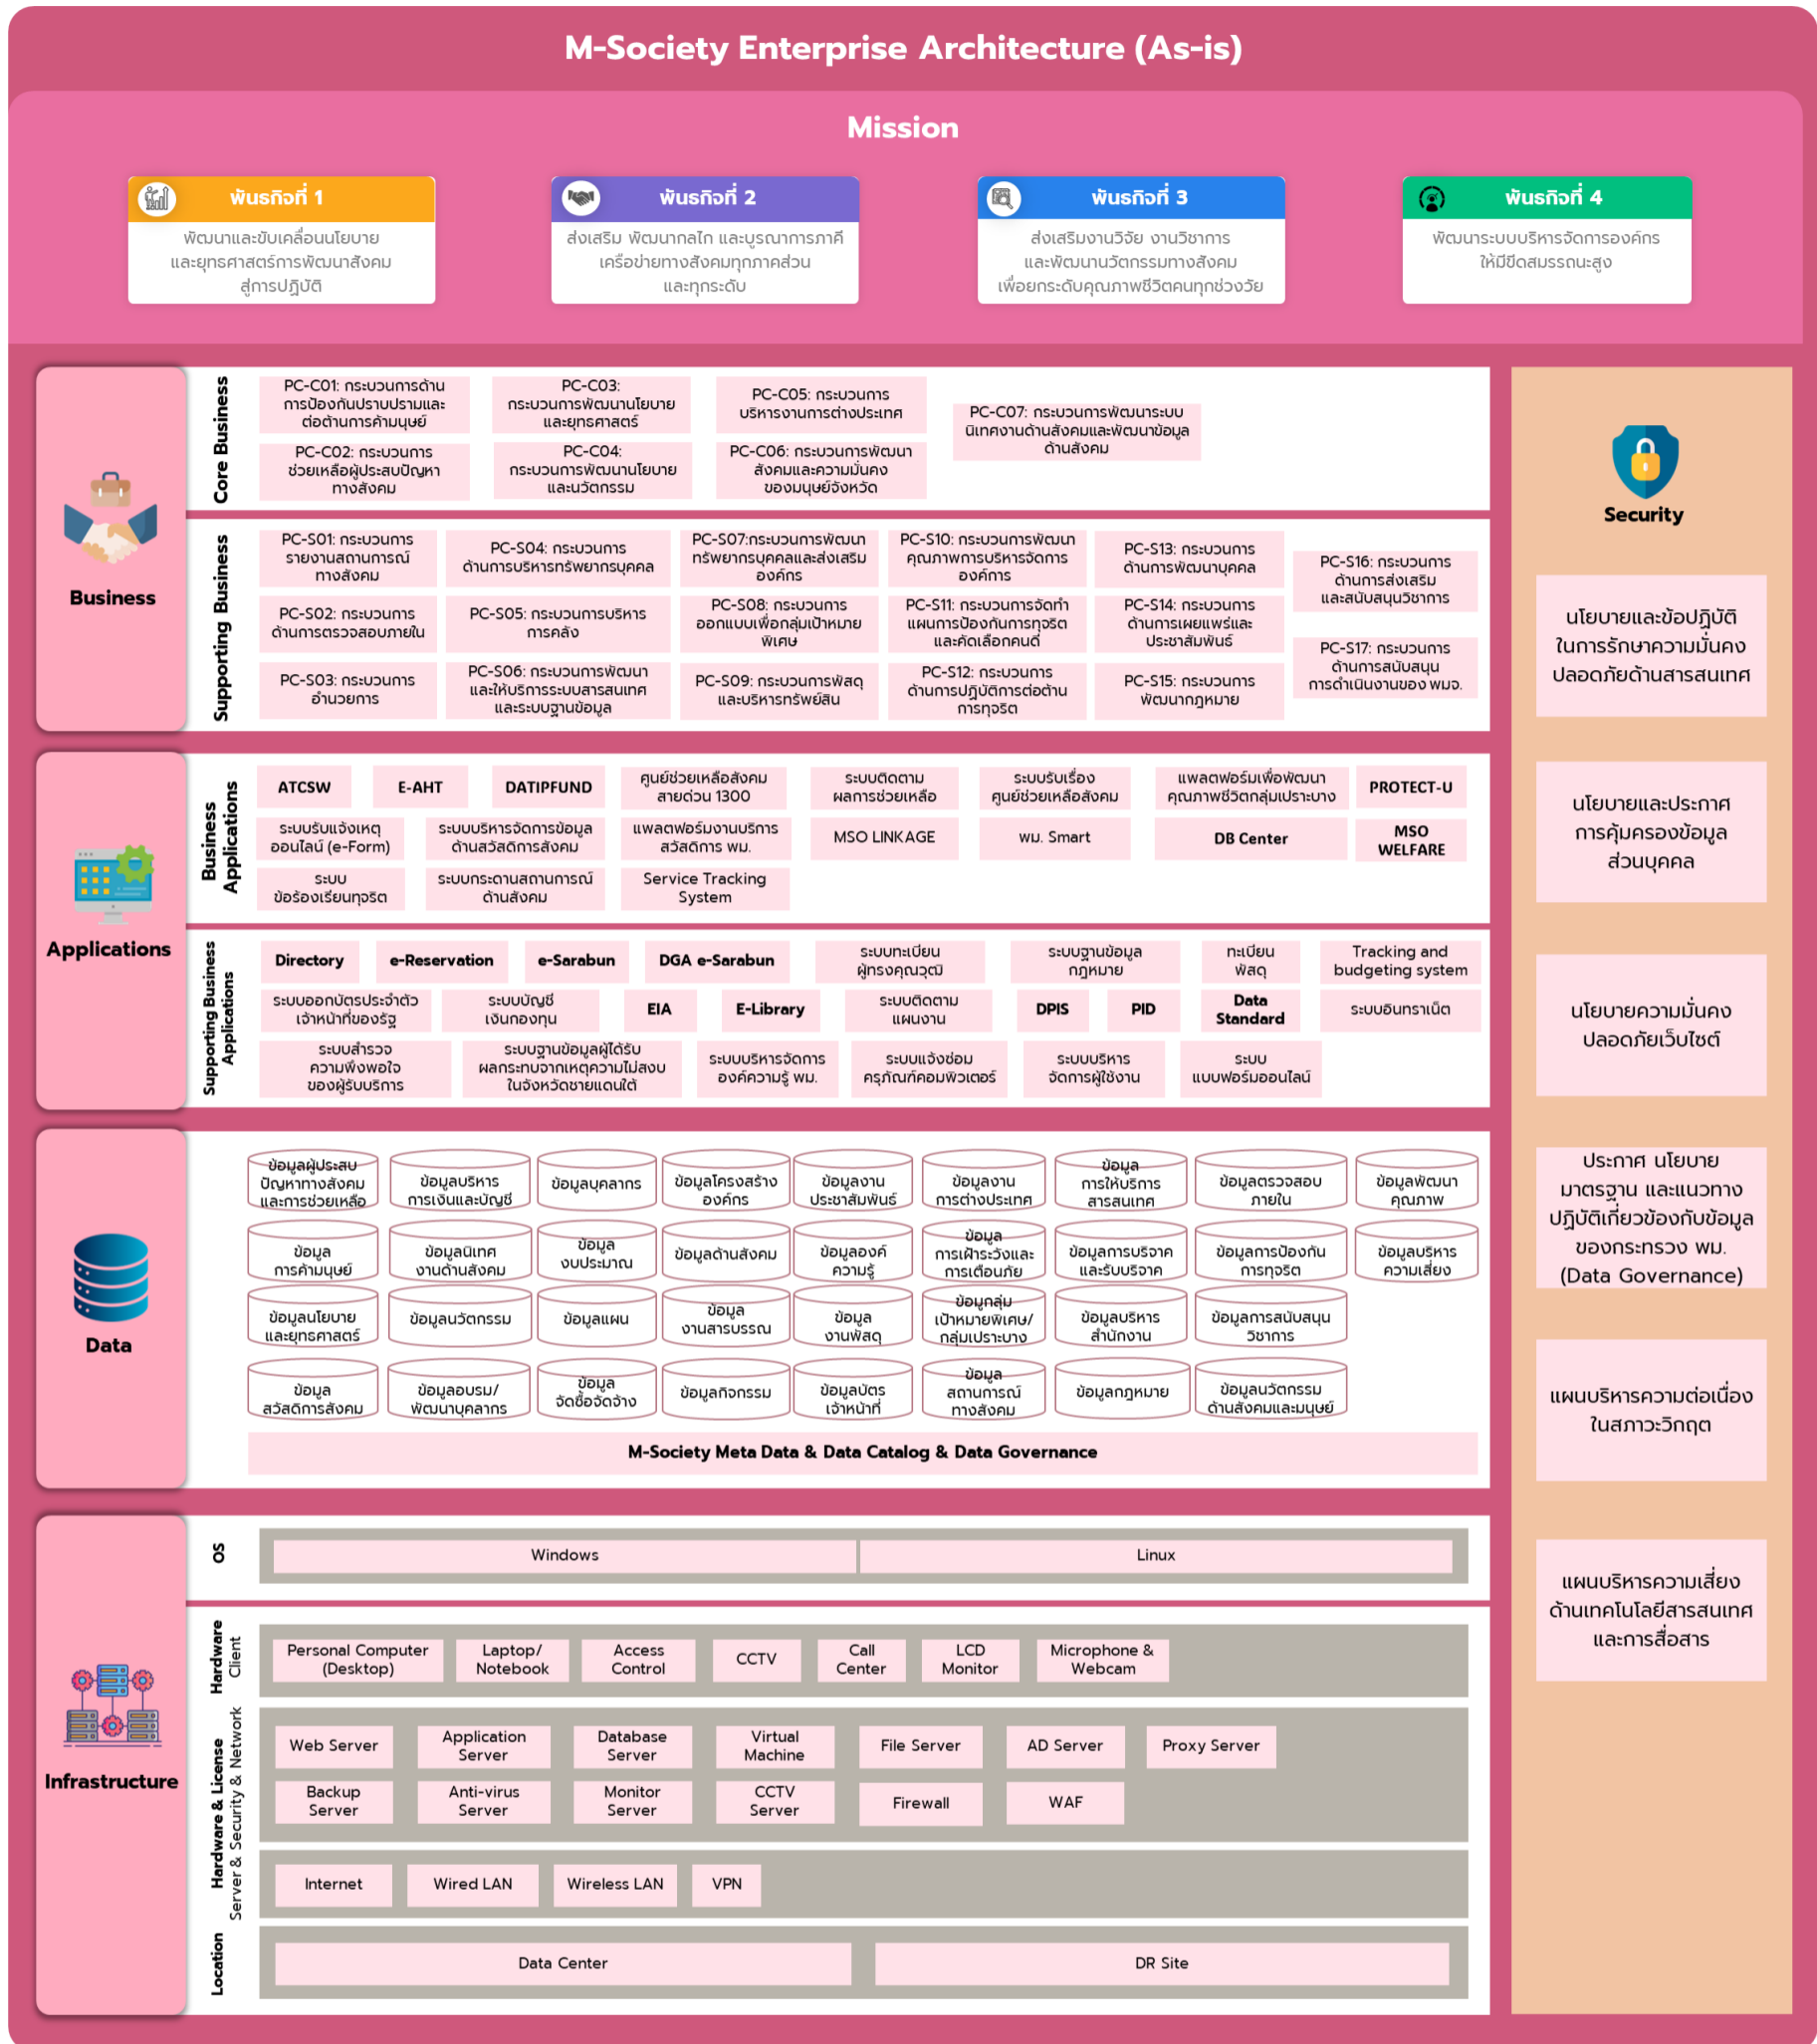 M-Society Enterprise Architecture (As-is)
Mission
พันธกิจที่ 1
พัฒนาและขับเคลื่อนนโยบาย
และยุทธศาสตร์การพัฒนาสังคม
สู่การปฏิบัติ
พันธกิจที่ 2
ส่งเสริม พัฒนากลไก และบูรณาการภาคี
เครือข่ายทางสังคมทุกภาคส่วน
และทุกระดับ
พันธกิจที่ 3
ส่งเสริมงานวิจัย งานวิชาการ
และพัฒนานวัตกรรมทางสังคม
เพื่อยกระดับคุณภาพชีวิตคนทุกช่วงวัย
พันธกิจที่ 4
พัฒนาระบบบริหารจัดการองค์กร
ให้มีขีดสมรรถนะสูง
Business
Core Business
PC-C01: กระบวนการด้าน
การป้องกันปราบปรามและ
ต่อต้านการค้ามนุษย์
PC-C03:
กระบวนการพัฒนานโยบาย
และยุทธศาสตร์
PC-C05: กระบวนการ
บริหารงานการต่างประเทศ
PC-C07: กระบวนการพัฒนาระบบ
นิเทศงานด้านสังคมและพัฒนาข้อมูล
ด้านสังคม
PC-C02: กระบวนการ
ช่วยเหลือผู้ประสบปัญหา
ทางสังคม
PC-C04:
กระบวนการพัฒนานโยบาย
และนวัตกรรม
PC-C06: กระบวนการพัฒนา
สังคมและความมั่นคง
ของมนุษย์จังหวัด
Supporting Business
PC-S01: กระบวนการ
รายงานสถานการณ์
ทางสังคม
PC-S04: กระบวนการ
ด้านการบริหารทรัพยากรบุคคล
PC-S07:กระบวนการพัฒนา
ทรัพยากรบุคคลและส่งเสริม
องค์กร
PC-S10: กระบวนการพัฒนา
คุณภาพการบริหารจัดการ
องค์การ
PC-S13: กระบวนการ
ด้านการพัฒนาบุคคล
PC-S16: กระบวนการ
ด้านการส่งเสริม
และสนับสนุนวิชาการ
PC-S02: กระบวนการ
ด้านการตรวจสอบภายใน
PC-S05: กระบวนการบริหาร
การคลัง
PC-S08: กระบวนการ
ออกแบบเพื่อกลุ่มเป้าหมาย
พิเศษ
PC-S11: กระบวนการจัดทำ
แผนการป้องกันการทุจริต
และคัดเลือกคนดี
PC-S14: กระบวนการ
ด้านการเผยแพร่และ
ประชาสัมพันธ์
PC-S17: กระบวนการ
ด้านการสนับสนุน
การดำเนินงานของ พมจ.
PC-S03: กระบวนการ
อำนวยการ
PC-S06: กระบวนการพัฒนา
และให้บริการระบบสารสนเทศ
และระบบฐานข้อมูล
PC-S09: กระบวนการพัสดุ
และบริหารทรัพย์สิน
PC-S12: กระบวนการ
ด้านการปฏิบัติการต่อต้าน
การทุจริต
PC-S15: กระบวนการ
พัฒนากฎหมาย
Applications
Business
Applications
ATCSW
E-AHT
DATIPFUND
ศูนย์ช่วยเหลือสังคม
สายด่วน 1300
ระบบติดตาม
ผลการช่วยเหลือ
ระบบรับเรื่อง
ศูนย์ช่วยเหลือสังคม
แพลตฟอร์มเพื่อพัฒนา
คุณภาพชีวิตกลุ่มเปราะบาง
PROTECT-U
ระบบรับแจ้งเหตุ
ออนไลน์ (e-Form)
ระบบบริหารจัดการข้อมูล
ด้านสวัสดิการสังคม
แพลตฟอร์มงานบริการ
สวัสดิการ พม.
MSO LINKAGE
พม. Smart
DB Center
MSO
WELFARE
ระบบ
ข้อร้องเรียนทุจริต
ระบบกระดานสถานการณ์
ด้านสังคม
Service Tracking
System
Supporting Business
Applications
Directory
e-Reservation
e-Sarabun
DGA e-Sarabun
ระบบทะเบียน
ผู้ทรงคุณวุฒิ
ระบบฐานข้อมูล
กฎหมาย
ทะเบียน
พัสดุ
Tracking and
budgeting system
ระบบออกบัตรประจำตัว
เจ้าหน้าที่ของรัฐ
ระบบบัญชี
เงินกองทุน
EIA
E-Library
ระบบติดตาม
แผนงาน
DPIS
PID
Data
Standard
ระบบอินทราเน็ต
ระบบสำรวจ
ความพึงพอใจ
ของผู้รับบริการ
ระบบฐานข้อมูลผู้ได้รับ
ผลกระทบจากเหตุความไม่สงบ
ในจังหวัดชายแดนใต้
ระบบบริหารจัดการ
องค์ความรู้ พม.
ระบบแจ้งซ่อม
ครุภัณฑ์คอมพิวเตอร์
ระบบบริหาร
จัดการผู้ใช้งาน
ระบบ
แบบฟอร์มออนไลน์
Data
ข้อมูลผู้ประสบ
ปัญหาทางสังคม
และการช่วยเหลือ
ข้อมูลบริหาร
การเงินและบัญชี
ข้อมูลบุคลากร
ข้อมูลโครงสร้าง
องค์กร
ข้อมูลงาน
ประชาสัมพันธ์
ข้อมูลงาน
การต่างประเทศ
ข้อมูล
การให้บริการ
สารสนเทศ
ข้อมูลตรวจสอบ
ภายใน
ข้อมูลพัฒนา
คุณภาพ
ข้อมูล
การค้ามนุษย์
ข้อมูลนิเทศ
งานด้านสังคม
ข้อมูล
งบประมาณ
ข้อมูลด้านสังคม
ข้อมูลองค์
ความรู้
ข้อมูล
การเฝ้าระวังและ
การเตือนภัย
ข้อมูลการบริจาค
และรับบริจาค
ข้อมูลการป้องกัน
การทุจริต
ข้อมูลบริหาร
ความเสี่ยง
ข้อมูลนโยบาย
และยุทธศาสตร์
ข้อมูลนวัตกรรม
ข้อมูลแผน
ข้อมูล
งานสารบรรณ
ข้อมูล
งานพัสดุ
ข้อมูกลุ่ม
เป้าหมายพิเศษ/
กลุ่มเปราะบาง
ข้อมูลบริหาร
สำนักงาน
ข้อมูลการสนับสนุน
วิชาการ
ข้อมูล
สวัสดิการสังคม
ข้อมูลอบรม/
พัฒนาบุคลากร
ข้อมูล
จัดซื้อจัดจ้าง
ข้อมูลกิจกรรม
ข้อมูลบัตร
เจ้าหน้าที่
ข้อมูล
สถานการณ์
ทางสังคม
ข้อมูลกฎหมาย
ข้อมูลนวัตกรรม
ด้านสังคมและมนุษย์
M-Society Meta Data & Data Catalog & Data Governance
Infrastructure
OS
Windows
Linux
Hardware
Client
Personal Computer
(Desktop)
Laptop/
Notebook
Access
Control
CCTV
Call
Center
LCD
Monitor
Microphone &
Webcam
Hardware & License
Server & Security & Network
Web Server
Application
Server
Database
Server
Virtual
Machine
File Server
AD Server
Proxy Server
Backup
Server
Anti-virus
Server
Monitor
Server
CCTV
Server
Firewall
WAF
Internet
Wired LAN
Wireless LAN
VPN
Location
Data Center
DR Site
Security
นโยบายและข้อปฏิบัติ
ในการรักษาความมั่นคง
ปลอดภัยด้านสารสนเทศ
นโยบายและประกาศ
การคุ้มครองข้อมูล
ส่วนบุคคล
นโยบายความมั่นคง
ปลอดภัยเว็บไซต์
ประกาศ นโยบาย
มาตรฐาน และแนวทาง
ปฏิบัติเกี่ยวข้องกับข้อมูล
ของกระทรวง พม.
(Data Governance)
แผนบริหารความต่อเนื่อง
ในสภาวะวิกฤต
แผนบริหารความเสี่ยง
ด้านเทคโนโลยีสารสนเทศ
และการสื่อสาร